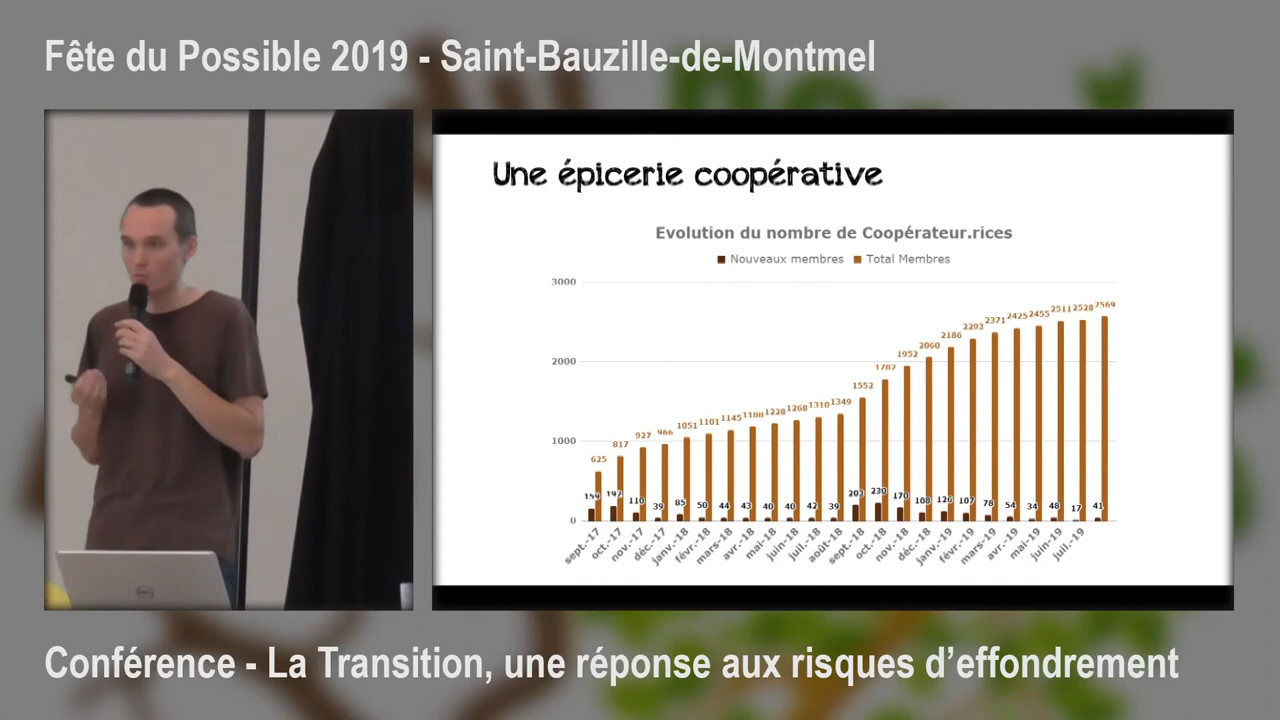 Fête du Possible 2019 - Saint-Bauzille-de-Montmel
Une épicerie coopérative
Evolution du nombre de Coopérateur.rices
Nouveaux membres Total Membres
3000
2000
1000
0
625 817 927 966 1051 1101 1145 1188 1228 1268 1310 1349 1552 1782 1952 2060 2186 2293 2371 2425 2455 2511 2528 2569
159 192 110 39 85 50 44 43 40 40 42 39 203 230 170 108 126 107 78 54 34 48 17 41
sept.-17 oct.-17 nov.-17 déc.-17 janv.-18 févr.-18 mars-18 avr.-18 mai-18 juin-18 juil.-18 août-18 sept.-18 oct.-18 nov.-18 déc.-18 janv.-19 févr.-19 mars-19 avr.-19 mai-19 juin-19 juil.-19
DELL
Conférence - La Transition, une réponse aux risques d’effondrement